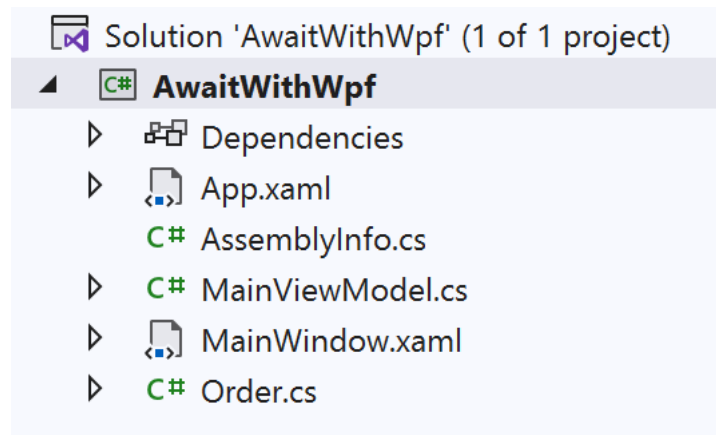 Solution 'AwaitWithWpf' (1 of 1 project)
C# AwaitWithWpf
Dependencies
App.xaml
C# AssemblyInfo.cs
C# MainViewModel.cs
MainWindow.xaml
C# Order.cs